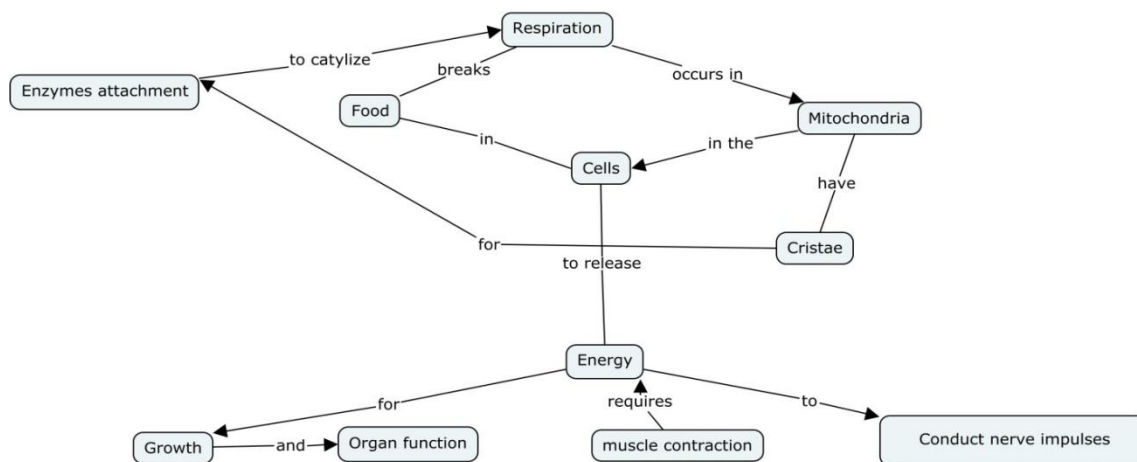 Respiration
to catylize
breaks
occurs in
Enzymes attachment
Food
Mitochondria
in
in the
Cells
have
for
Cristae
to release
Energy
for
requires
to
Growth
and
Organ function
muscle contraction
Conduct nerve impulses